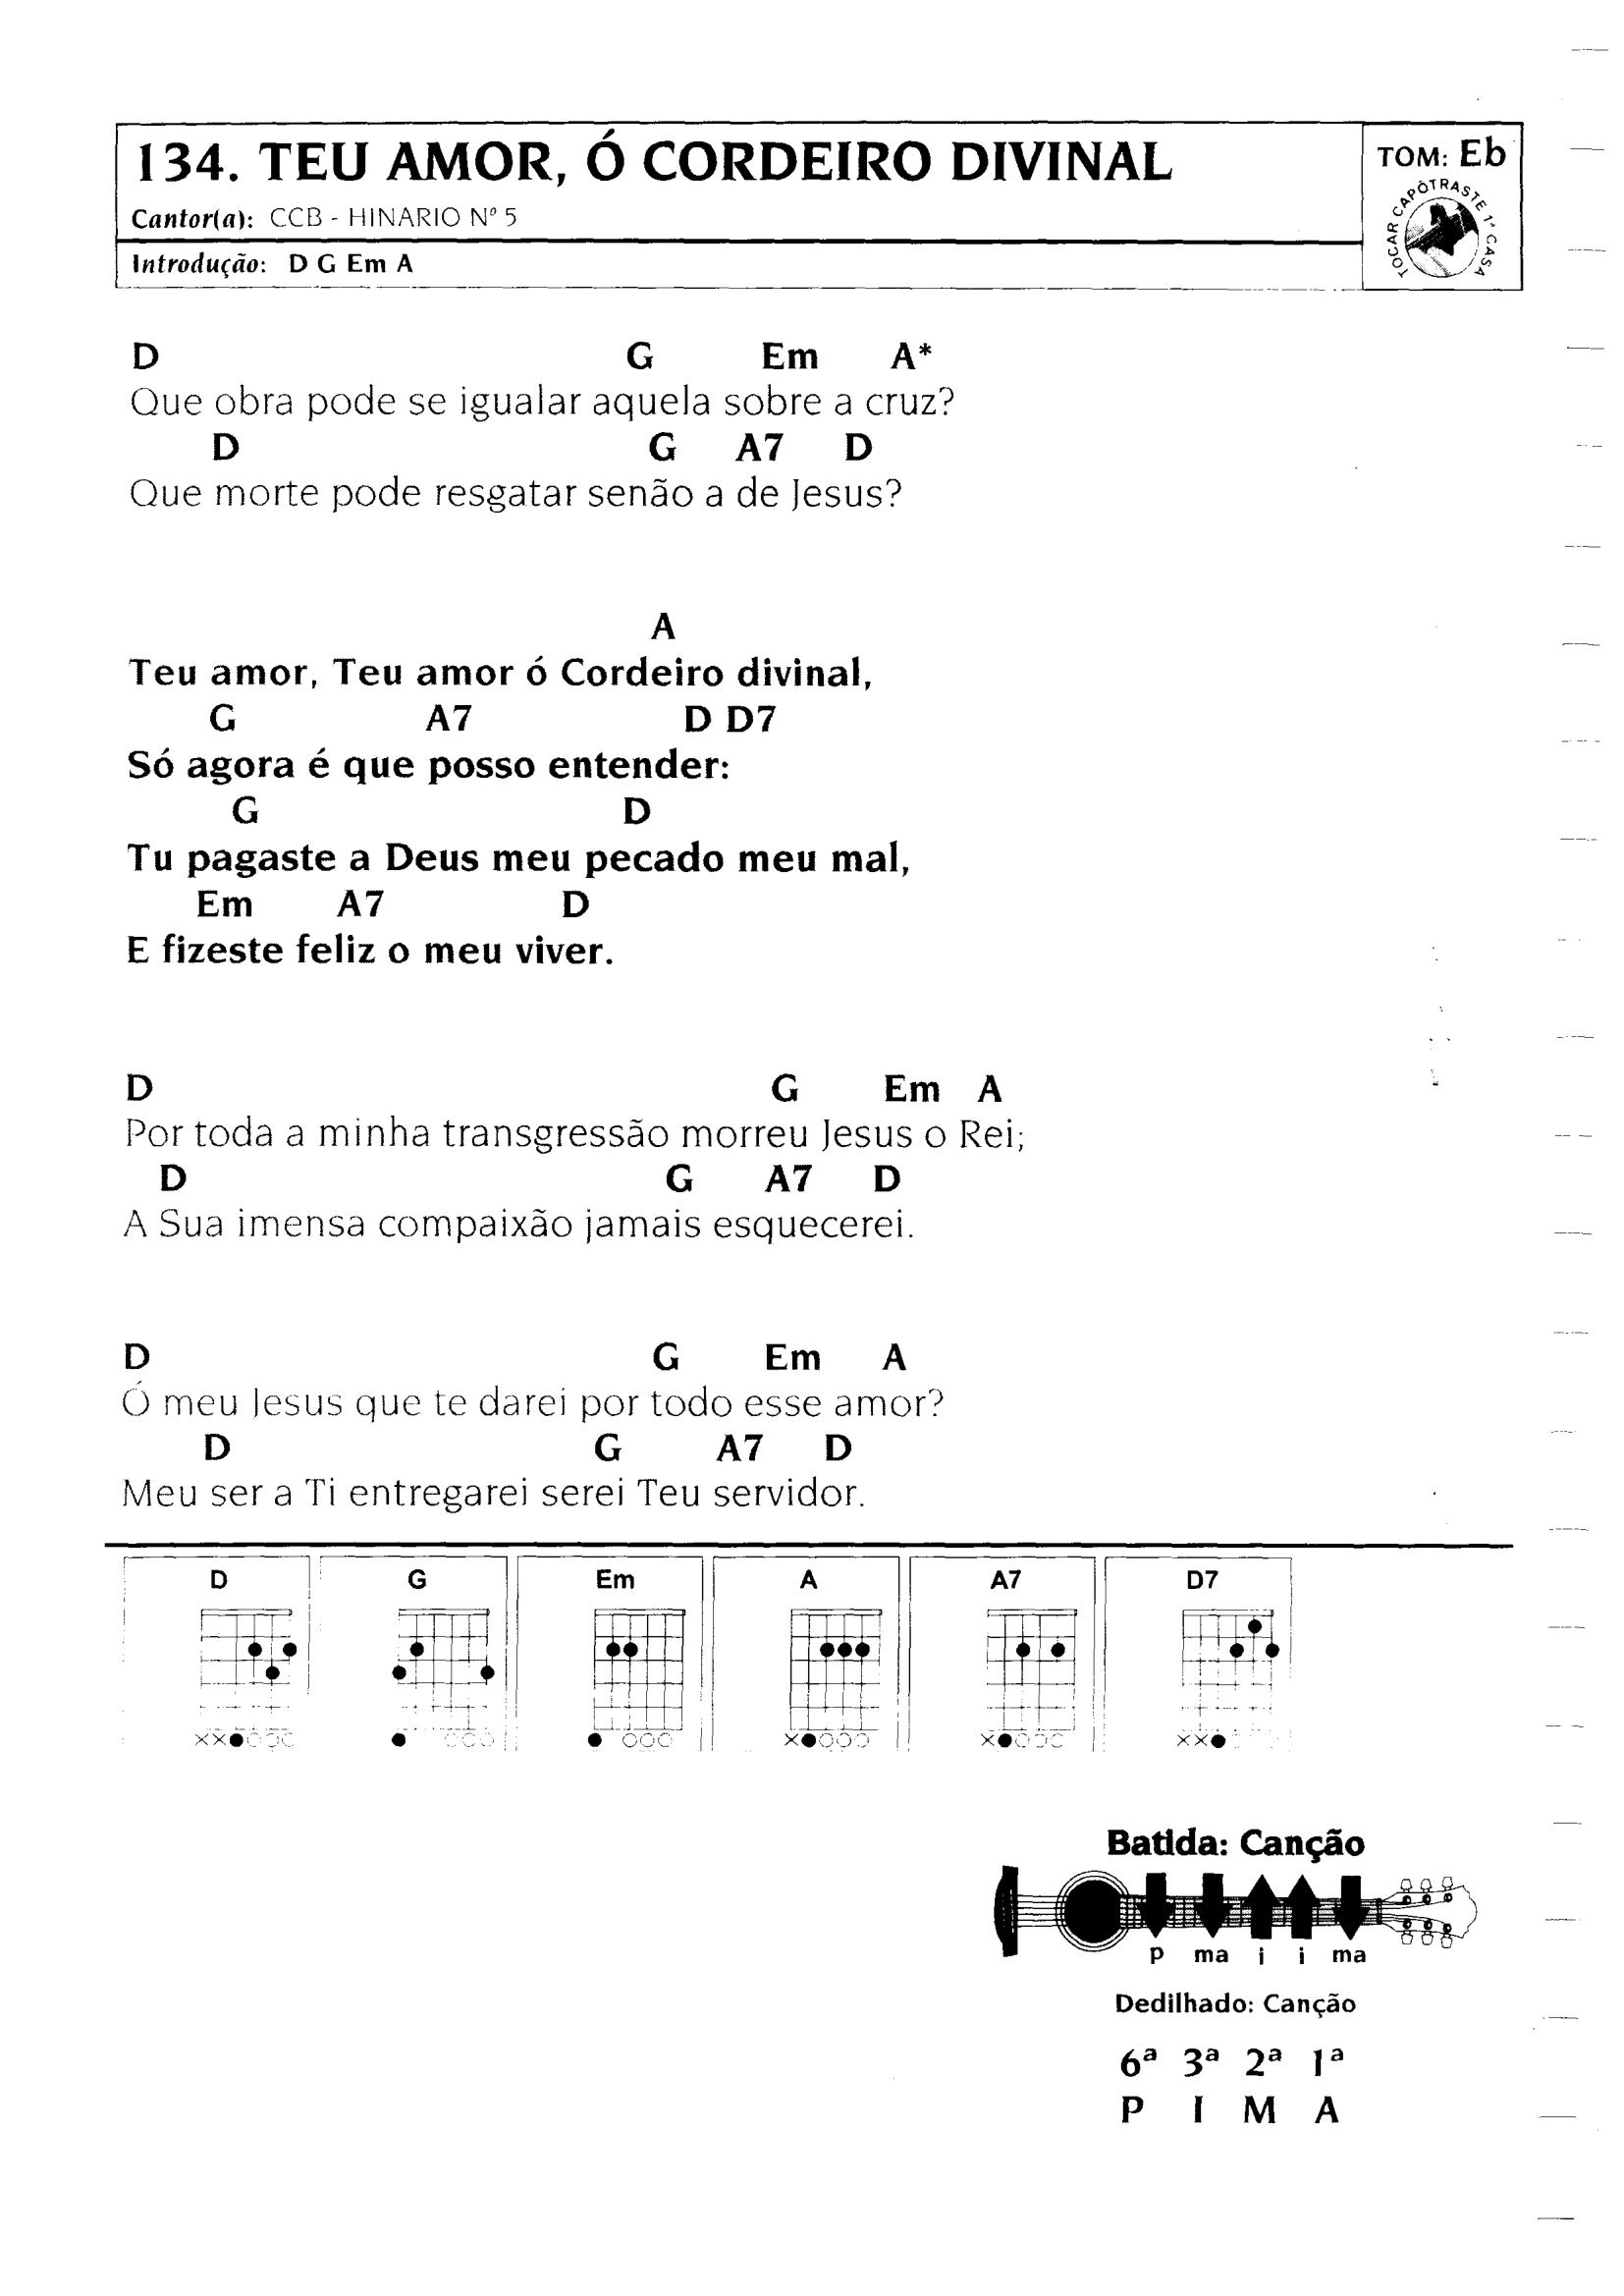 134. TEU AMOR, Ó CORDEIRO DIVINAL
TOM: Eb
TOCAR CAPÔTRASTE 1ª CASA
Cantor(a): CCB - HINARIO Nº 5
Introdução: D G Em A
D G Em A*
Que obra pode se igualar aquela sobre a cruz?
D G A7 D
Que morte pode resgatar senão a de Jesus?
A
Teu amor, Teu amor ó Cordeiro divinal,
G A7 D D7
Só agora é que posso entender:
G D
Tu pagaste a Deus meu pecado meu mal,
Em A7 D
E fizeste feliz o meu viver.
D G Em A
Por toda a minha transgressão morreu Jesus o Rei;
D G A7 D
A Sua imensa compaixão jamais esquecerei.
D G Em A
Ó meu Jesus que te darei por todo esse amor?
D G A7 D
Meu ser a Ti entregarei serei Teu servidor.
D G Em A A7 D7
Batida: Canção
p ma i i ma
Dedilhado: Canção
6ª 3ª 2ª 1ª
P I M A